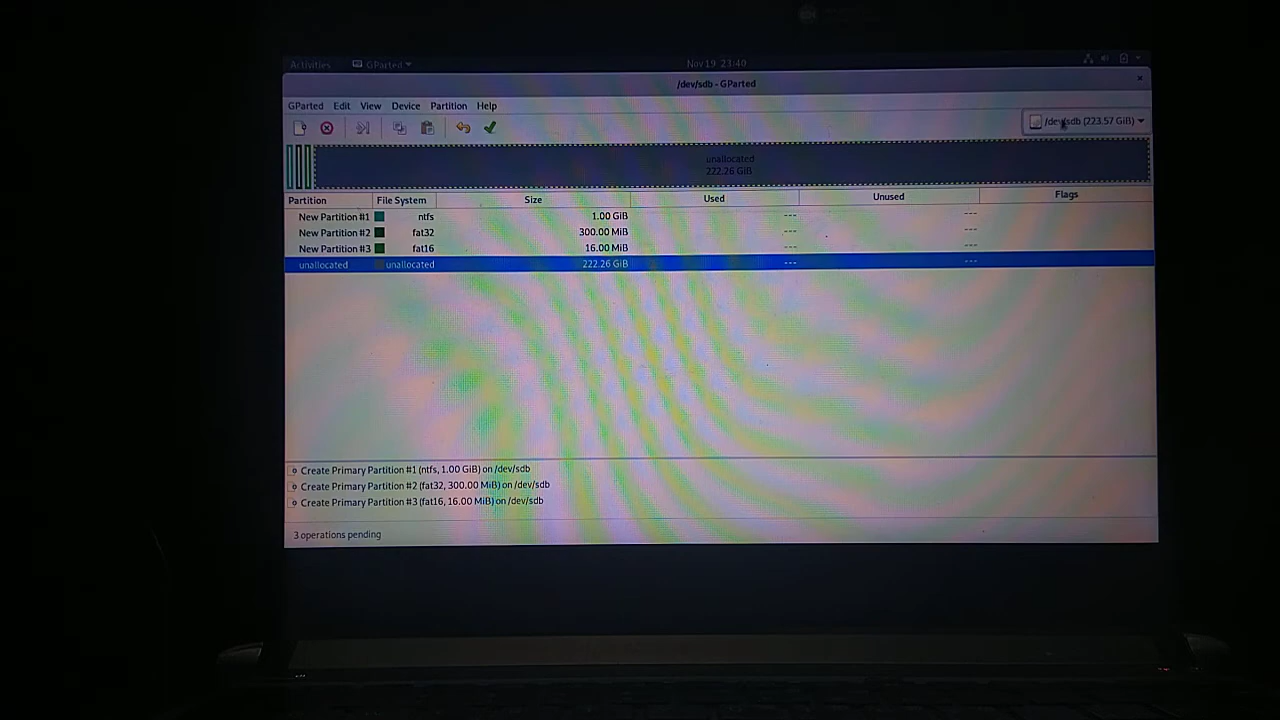 Activities GParted Nov 19 23:40
/dev/sdb - GParted
GParted Edit View Device Partition Help
/dev/sdb (223.57 GiB)
unallocated
222.26 GiB
Partition File System Size Used Unused Flags
New Partition #1 ntfs 1.00 GiB --- ---
New Partition #2 fat32 300.00 MiB --- ---
New Partition #3 fat16 16.00 MiB --- ---
unallocated unallocated 222.26 GiB --- ---
Create Primary Partition #1 (ntfs, 1.00 GiB) on /dev/sdb
Create Primary Partition #2 (fat32, 300.00 MiB) on /dev/sdb
Create Primary Partition #3 (fat16, 16.00 MiB) on /dev/sdb
3 operations pending